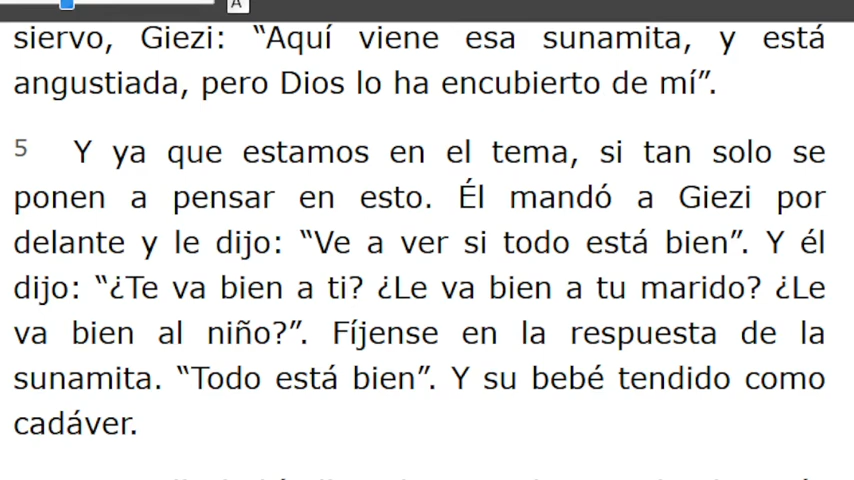 A
siervo, Giezi: “Aquí viene esa sunamita, y está
angustiada, pero Dios lo ha encubierto de mí”.
5 Y ya que estamos en el tema, si tan solo se
ponen a pensar en esto. Él mandó a Giezi por
delante y le dijo: “Ve a ver si todo está bien”. Y él
dijo: “¿Te va bien a ti? ¿Le va bien a tu marido? ¿Le
va bien al niño?”. Fíjense en la respuesta de la
sunamita. “Todo está bien”. Y su bebé tendido como
cadáver.